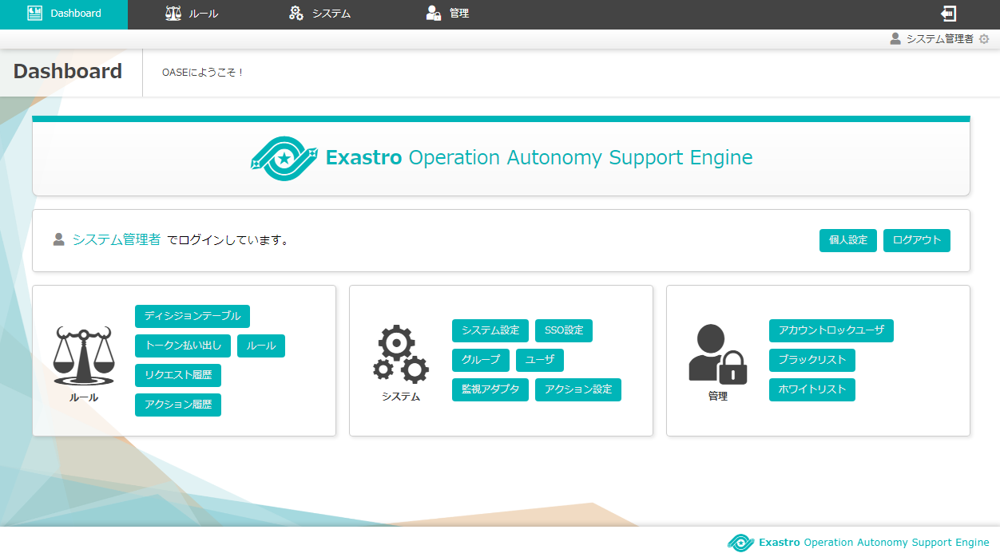 Dashboard ルール システム 管理
システム管理者
Dashboard
OASEにようこそ！
Exastro Operation Autonomy Support Engine
システム管理者 でログインしています。
個人設定 ログアウト
ルール
ディシジョンテーブル
トークン払い出し ルール
リクエスト履歴
アクション履歴
システム
システム設定 SSO設定
グループ ユーザ
監視アダプタ アクション設定
管理
アカウントロックユーザ
ブラックリスト
ホワイトリスト
Exastro Operation Autonomy Support Engine